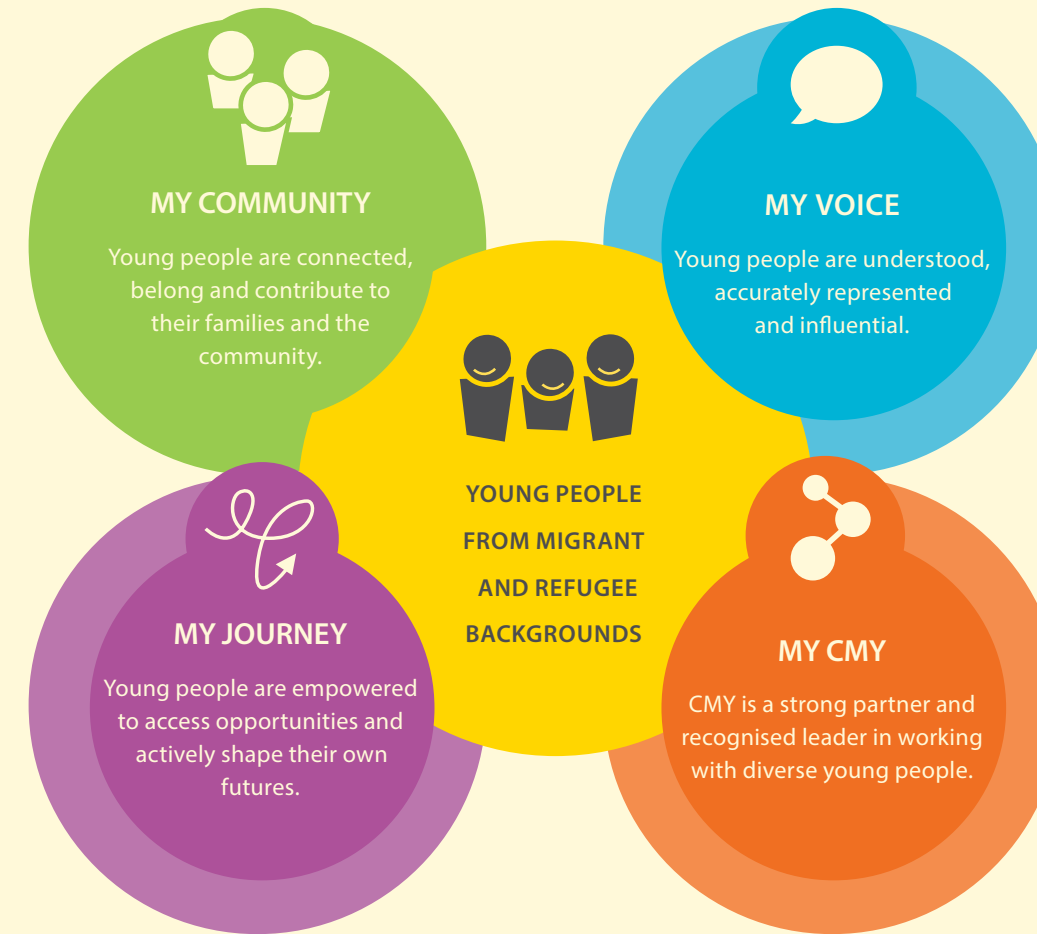 MY COMMUNITY
Young people are connected,
belong and contribute to
their families and the
community.
MY VOICE
Young people are understood,
accurately represented
and influential.
YOUNG PEOPLE
FROM MIGRANT
AND REFUGEE
BACKGROUNDS
MY JOURNEY
Young people are empowered
to access opportunities and
actively shape their own
futures.
MY CMY
CMY is a strong partner and
recognised leader in working
with diverse young people.